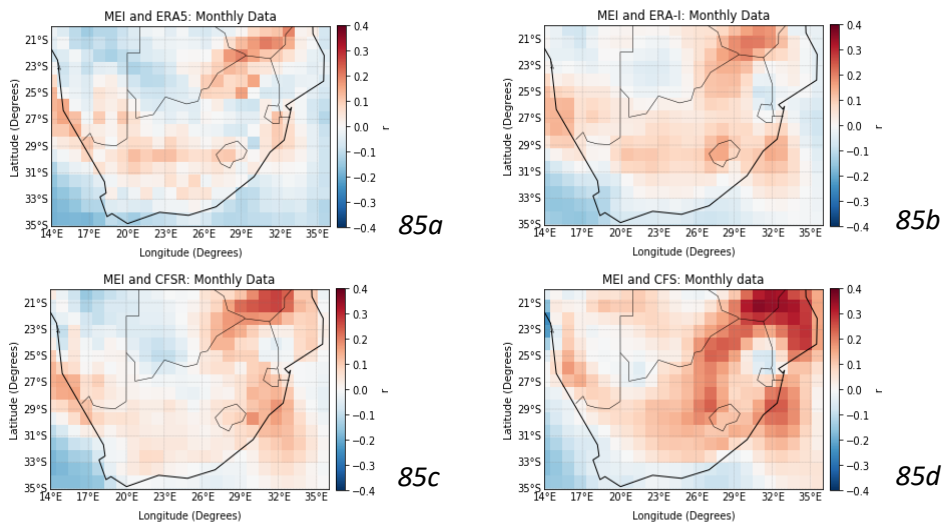 MEI and ERA5: Monthly Data
21°S
23°S
25°S
27°S
29°S
31°S
33°S
35°S
Latitude (Degrees)
14°E 17°E 20°E 23°E 26°E 29°E 32°E 35°E
Longitude (Degrees)
0.4
0.3
0.2
0.1
0.0
−0.1
−0.2
−0.3
−0.4
r
85a
MEI and ERA-I: Monthly Data
21°S
23°S
25°S
27°S
29°S
31°S
33°S
35°S
Latitude (Degrees)
14°E 17°E 20°E 23°E 26°E 29°E 32°E 35°E
Longitude (Degrees)
0.4
0.3
0.2
0.1
0.0
−0.1
−0.2
−0.3
−0.4
r
85b
MEI and CFSR: Monthly Data
21°S
23°S
25°S
27°S
29°S
31°S
33°S
35°S
Latitude (Degrees)
14°E 17°E 20°E 23°E 26°E 29°E 32°E 35°E
Longitude (Degrees)
0.4
0.3
0.2
0.1
0.0
−0.1
−0.2
−0.3
−0.4
r
85c
MEI and CFS: Monthly data
21°S
23°S
25°S
27°S
29°S
31°S
33°S
35°S
Latitude (Degrees)
14°E 17°E 20°E 23°E 26°E 29°E 32°E 35°E
Longitude (Degrees)
0.4
0.3
0.2
0.1
0.0
−0.1
−0.2
−0.3
−0.4
r
85d